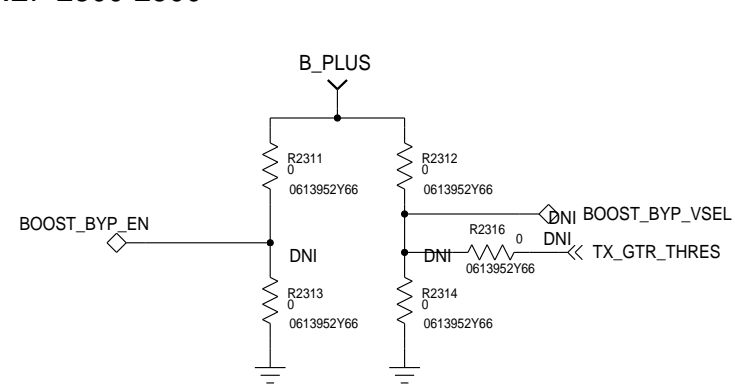 B_PLUS
R2311
0
0613952Y66
R2312
0
0613952Y66
BOOST_BYP_EN
DNI BOOST_BYP_VSEL
R2316 0 DNI
TX_GTR_THRES
DNI
DNI
0613952Y66
R2313
0
0613952Y66
R2314
0
0613952Y66